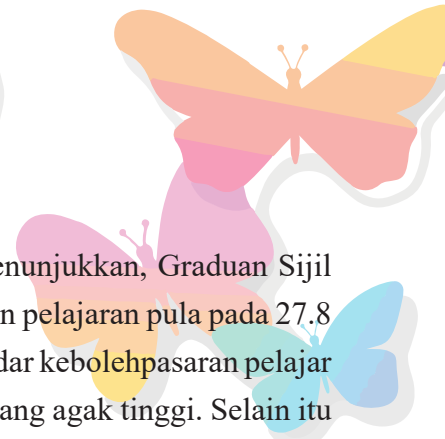 enunjukkan, Graduan Sijil
n pelajaran pula pada 27.8
dar kebolehpasaran pelajar
ang agak tinggi. Selain itu